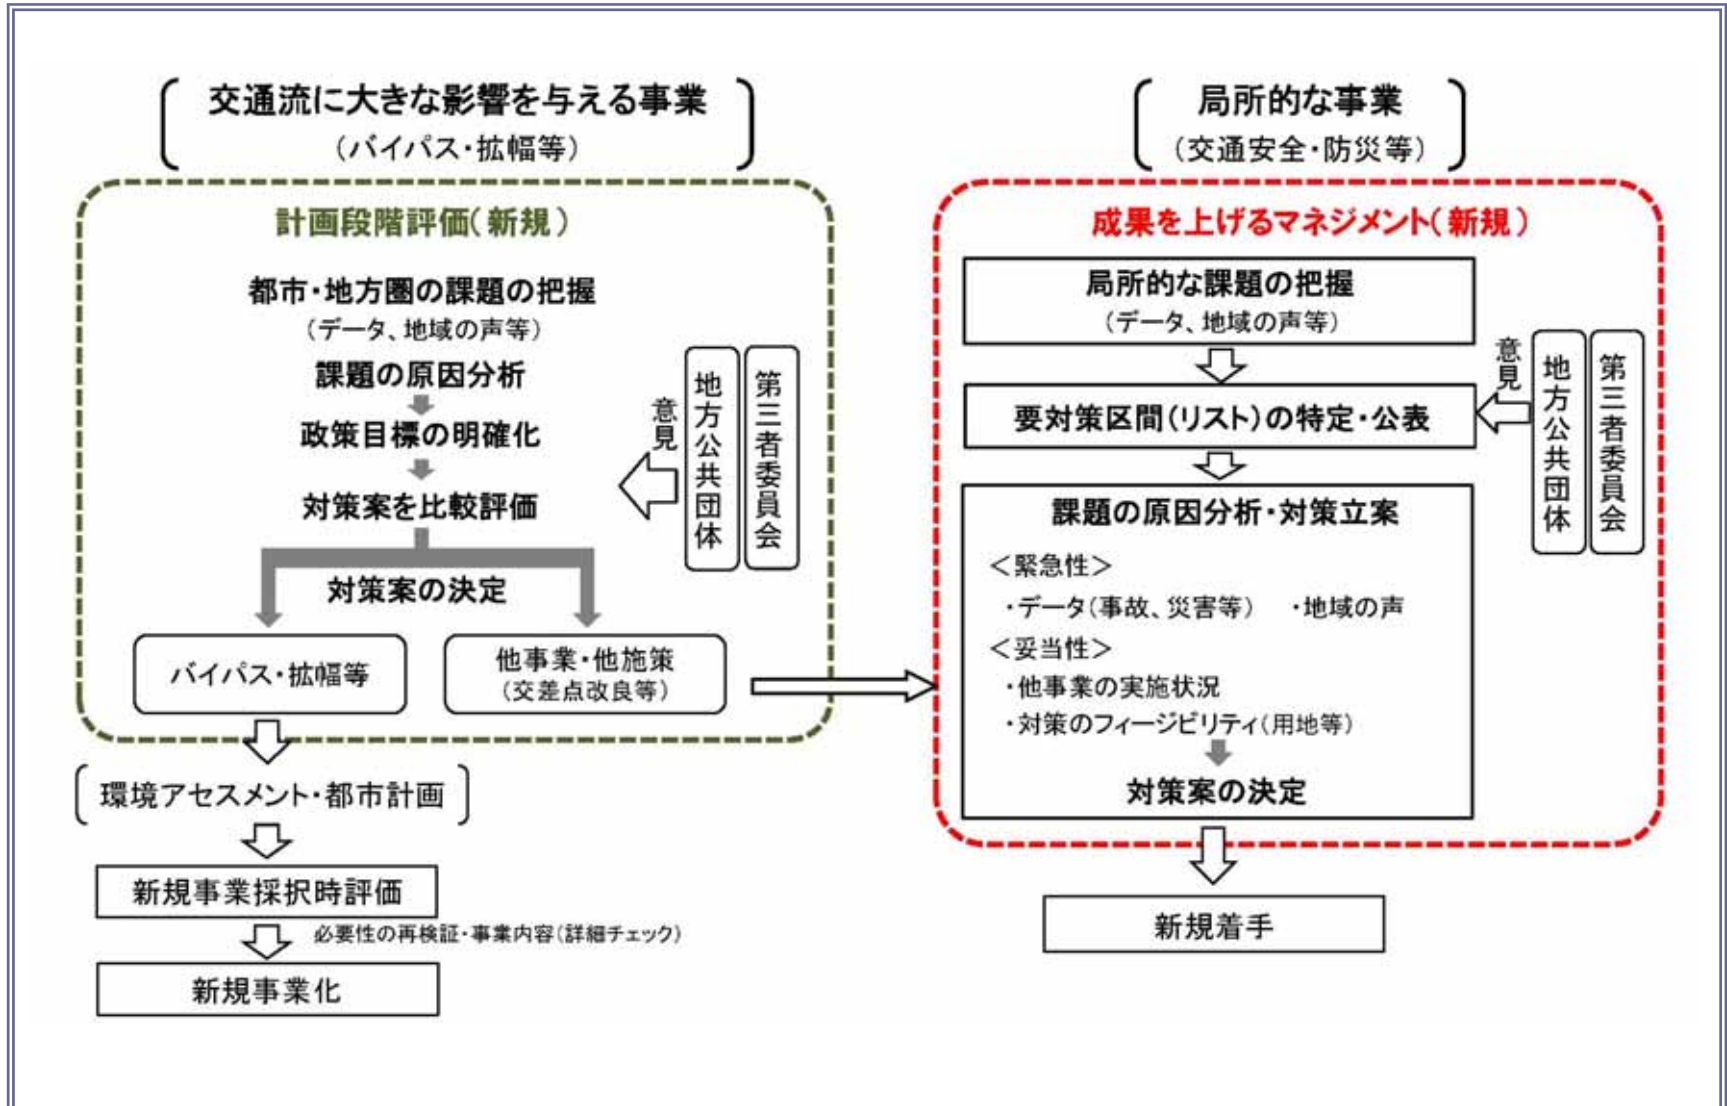 交通流に大きな影響を与える事業
（バイパス・拡幅等）
計画段階評価（新規）
都市・地方圏の課題の把握
（データ、地域の声等）
課題の原因分析
政策目標の明確化
対策案を比較評価
対策案の決定
意見
地方公共団体
第三者委員会
バイパス・拡幅等
他事業・他施策
（交差点改良等）
環境アセスメント・都市計画
新規事業採択時評価
必要性の再検証・事業内容（詳細チェック）
新規事業化
局所的な事業
（交通安全・防災等）
成果を上げるマネジメント（新規）
局所的な課題の把握
（データ、地域の声等）
要対策区間（リスト）の特定・公表
意見
地方公共団体
第三者委員会
課題の原因分析・対策立案
＜緊急性＞
・データ（事故、災害等）　・地域の声
＜妥当性＞
・他事業の実施状況
・対策のフィージビリティ（用地等）
対策案の決定
新規着手